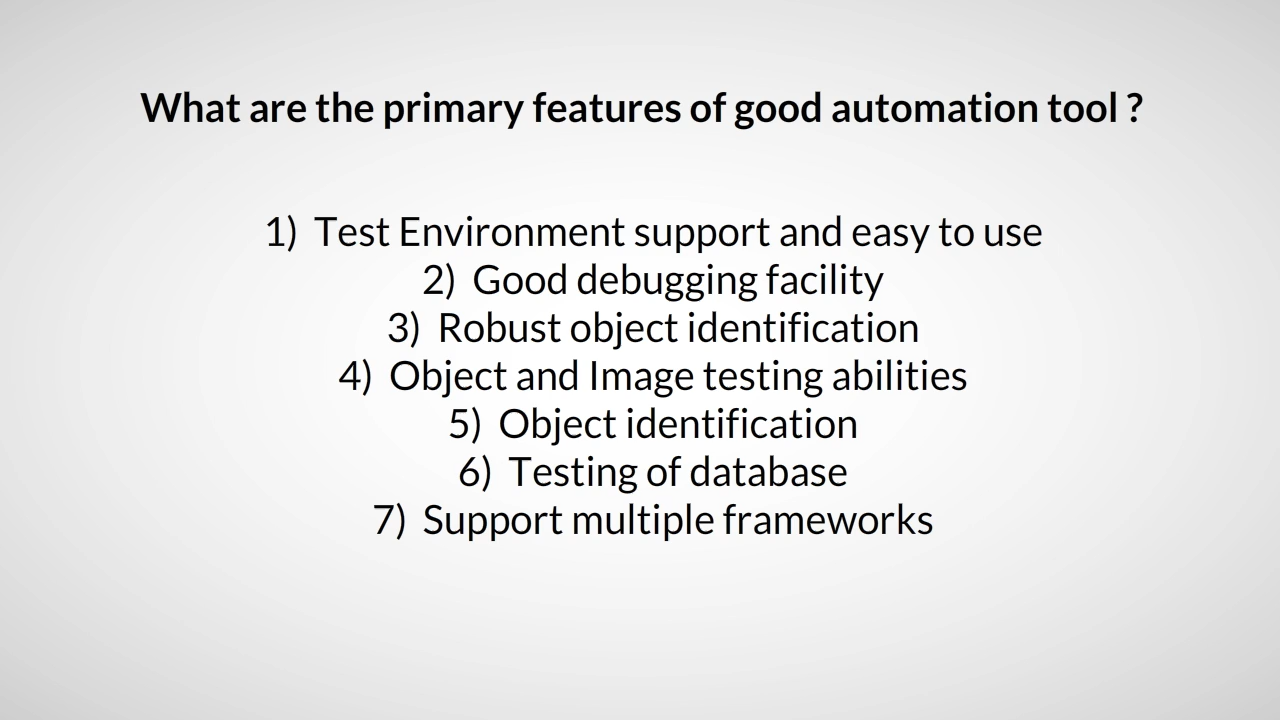 What are the primary features of good automation tool ?
1) Test Environment support and easy to use
2) Good debugging facility
3) Robust object identification
4) Object and Image testing abilities
5) Object identification
6) Testing of database
7) Support multiple frameworks